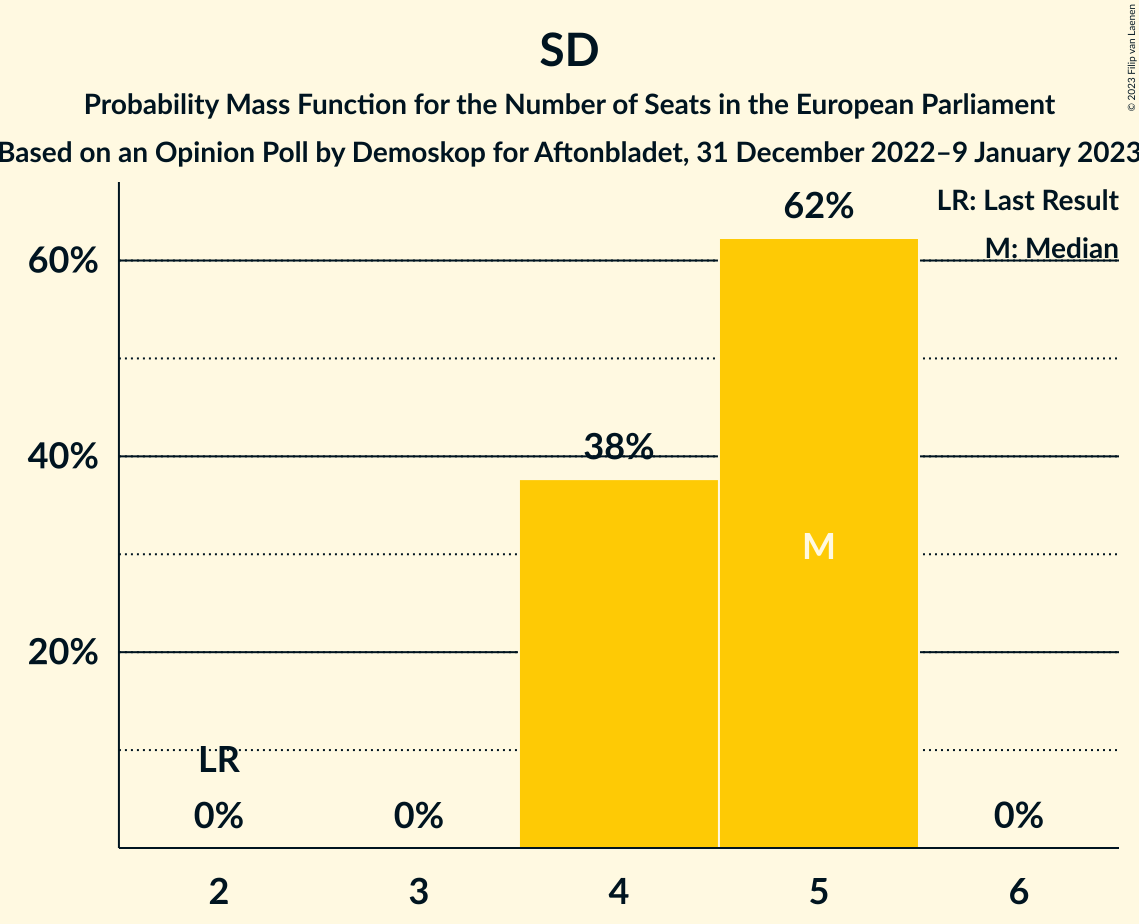 SD
Probability Mass Function for the Number of Seats in the European Parliament
Based on an Opinion Poll by Demoskop for Aftonbladet, 31 December 2022–9 January 2023
© 2023 Filip van Laenen
LR: Last Result
M: Median
60%
40%
20%
62%
38%
M
LR
0%
0%
0%
2
3
4
5
6